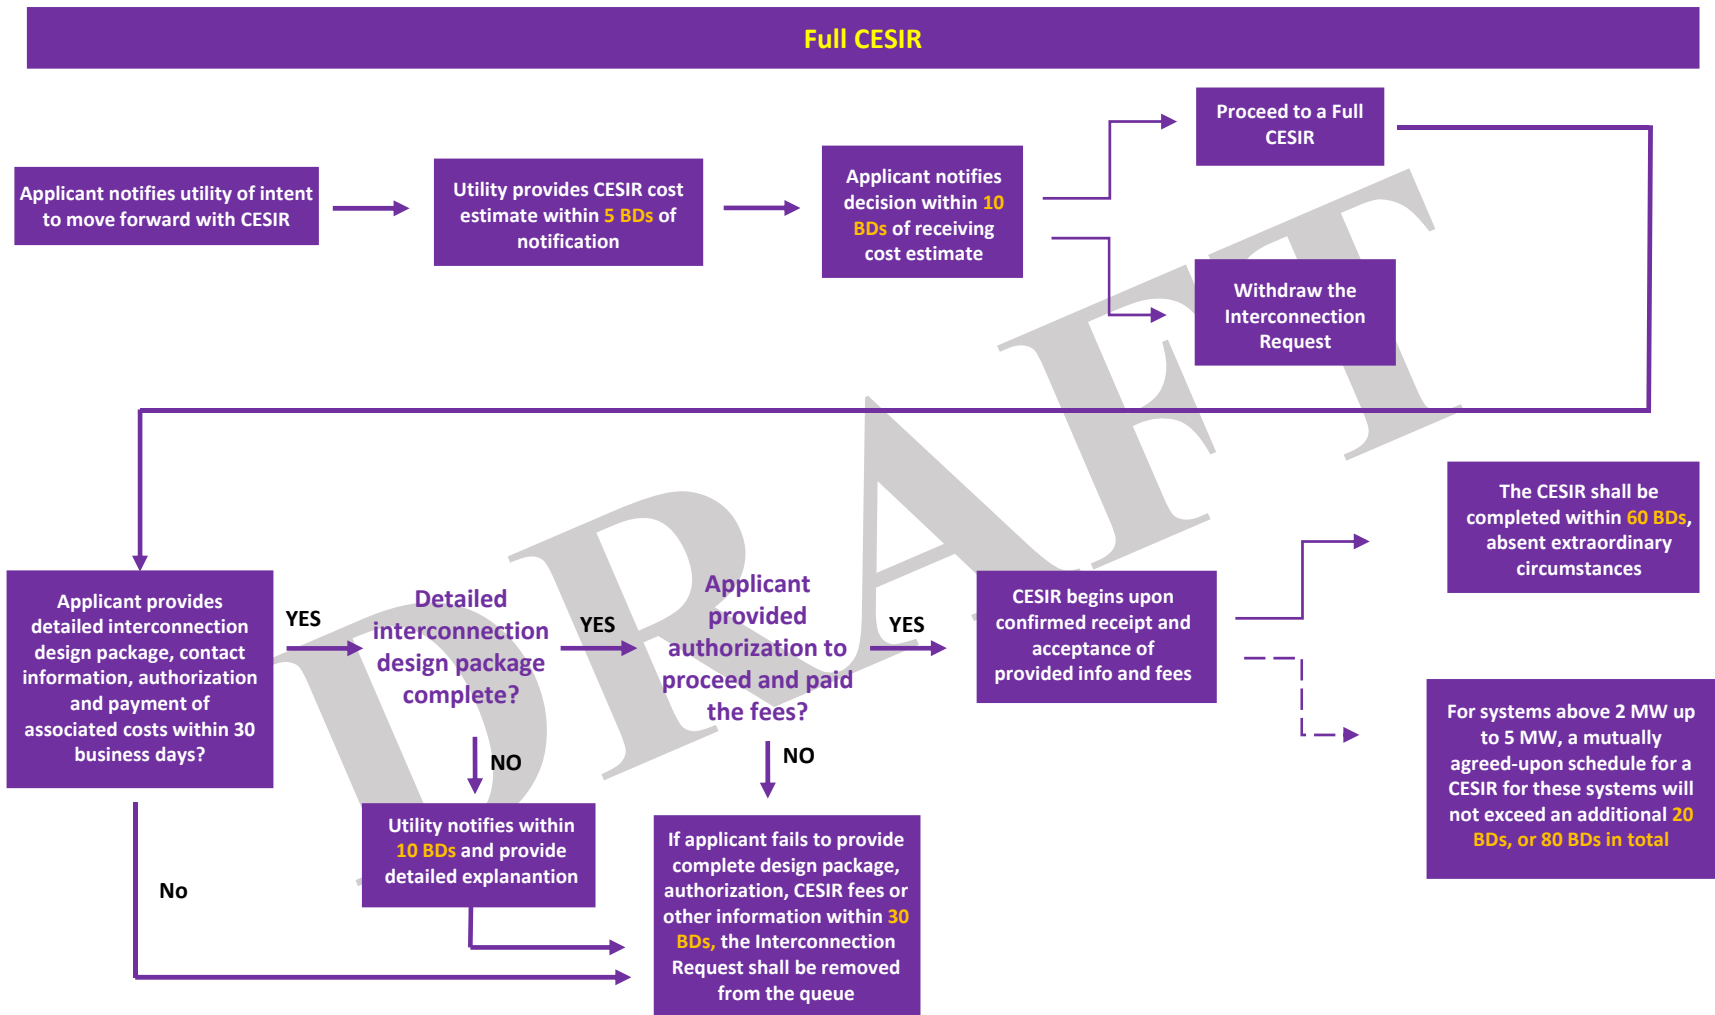 Full CESIR
Applicant notifies utility of intent
to move forward with CESIR
Utility provides CESIR cost
estimate within 5 BDs of
notification
Applicant notifies
decision within 10
BDs of receiving
cost estimate
Proceed to a Full
CESIR
Withdraw the
Interconnection
Request
Applicant provides
detailed interconnection
design package, contact
information, authorization
and payment of
associated costs within 30
business days?
YES
Detailed
interconnection
design package
complete?
YES
Applicant
provided
authorization to
proceed and paid
the fees?
YES
CESIR begins upon
confirmed receipt and
acceptance of
provided info and fees
The CESIR shall be
completed within 60 BDs,
absent extraordinary
circumstances
For systems above 2 MW up
to 5 MW, a mutually
agreed-upon schedule for a
CESIR for these systems will
not exceed an additional 20
BDs, or 80 BDs in total
NO
NO
Utility notifies within
10 BDs and provide
detailed explanantion
If applicant fails to provide
complete design package,
authorization, CESIR fees or
other information within 30
BDs, the Interconnection
Request shall be removed
from the queue
No
DRAFT